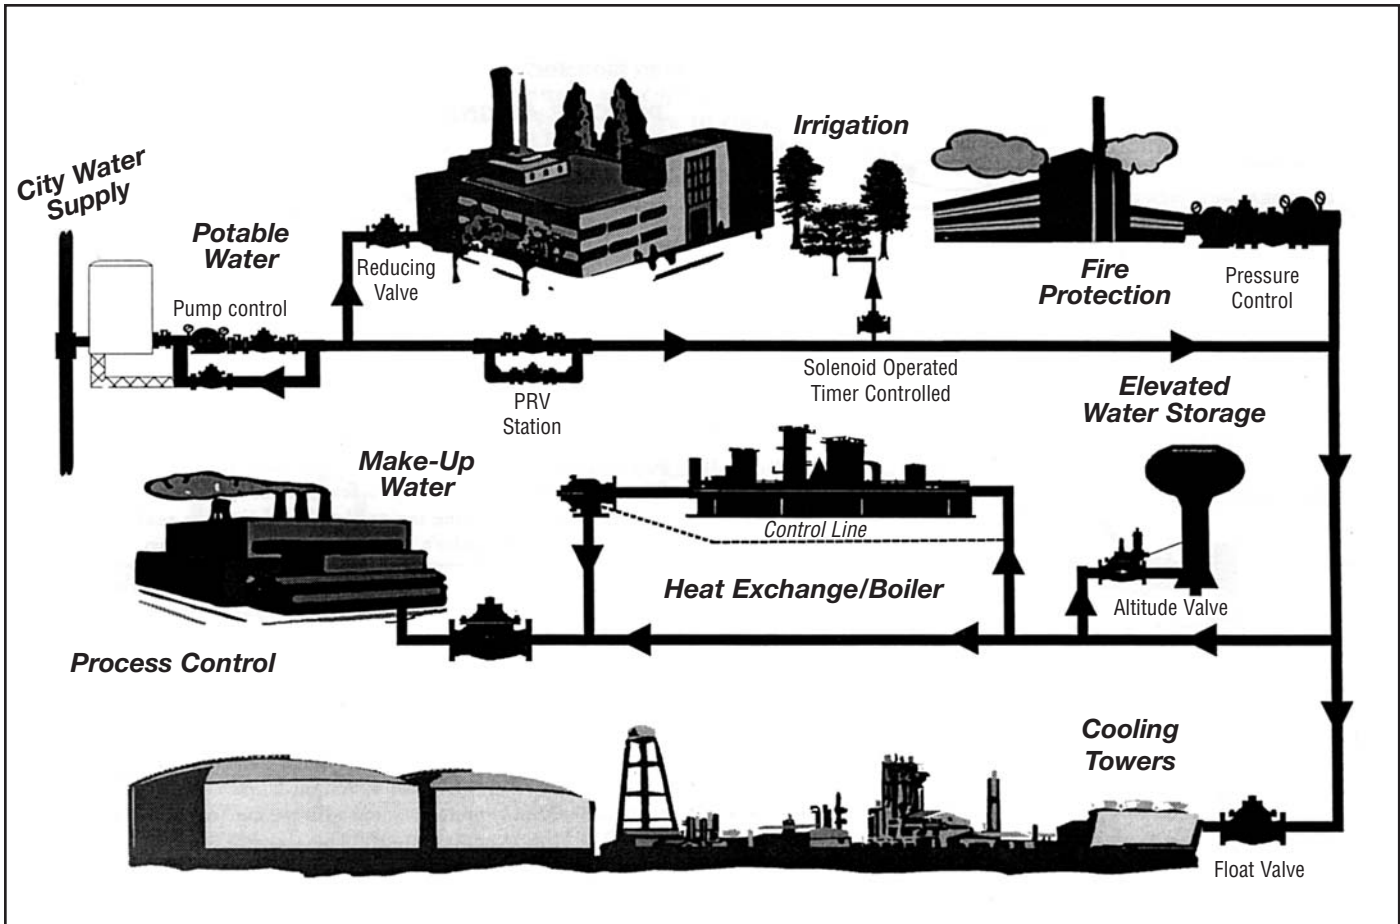 City Water
Supply
Potable
Water
Pump control
Reducing
Valve
Irrigation
Fire
Protection
Pressure
Control
PRV
Station
Solenoid Operated
Timer Controlled
Elevated
Water Storage
Make-Up
Water
Control Line
Heat Exchange/Boiler
Altitude Valve
Process Control
Cooling
Towers
Float Valve